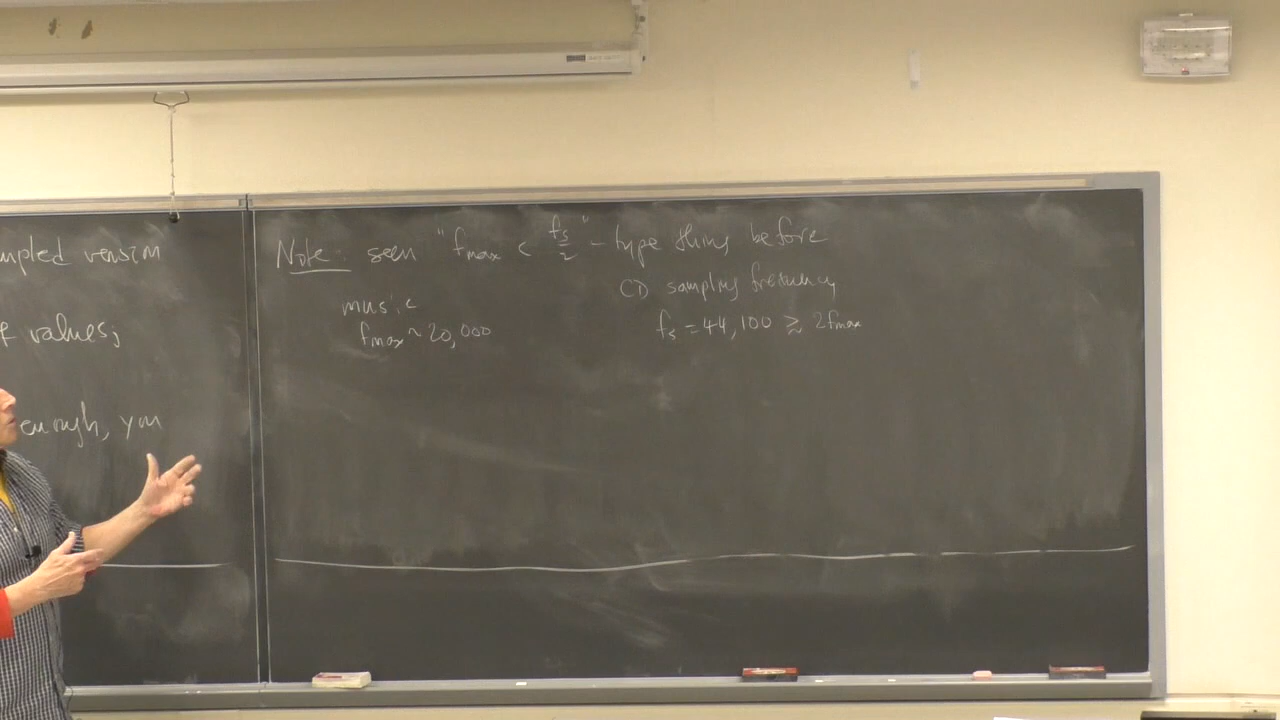 mpled version
values;
enough, you
Note: seen "fmax < fs/2" - type thing before
music
fmax ~ 20,000
CD sampling frequency
fs = 44,100 ≳ 2fmax